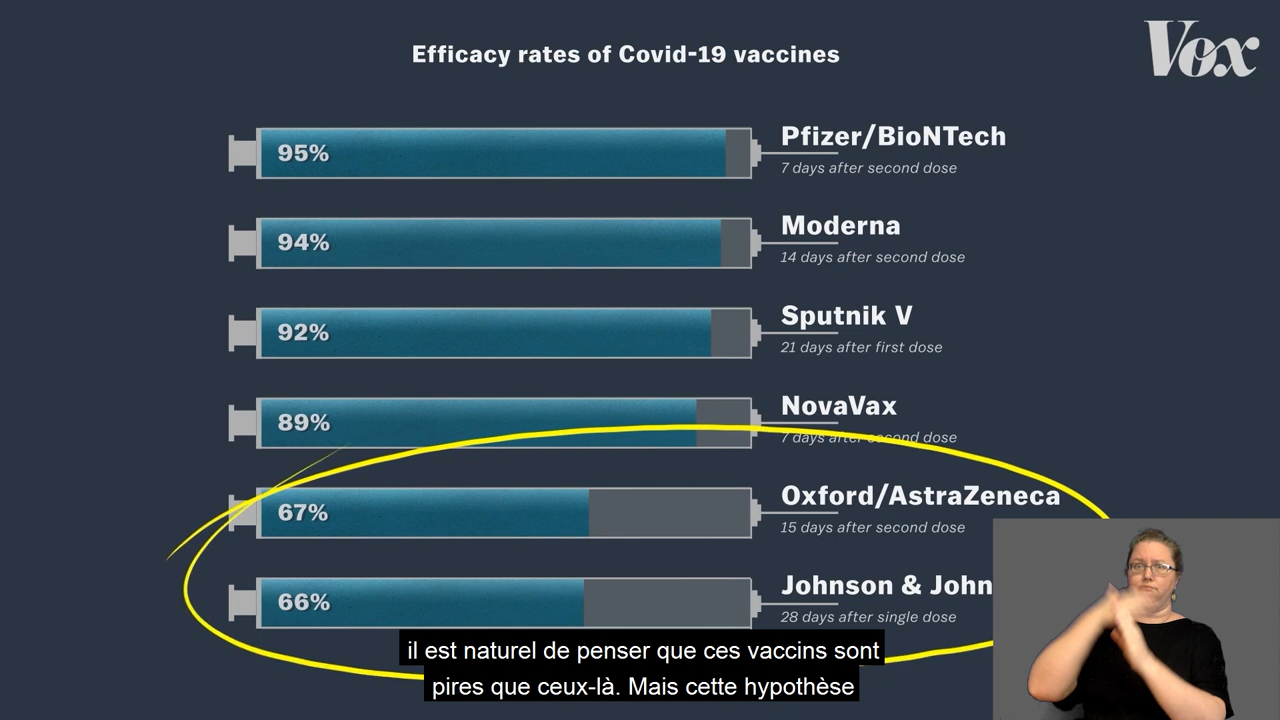 Vox
Efficacy rates of Covid-19 vaccines
95%
Pfizer/BioNTech
7 days after second dose
94%
Moderna
14 days after second dose
92%
Sputnik V
21 days after first dose
89%
NovaVax
7 days after second dose
67%
Oxford/AstraZeneca
15 days after second dose
66%
Johnson & John
28 days after single dose
il est naturel de penser que ces vaccins sont
pires que ceux-là. Mais cette hypothèse